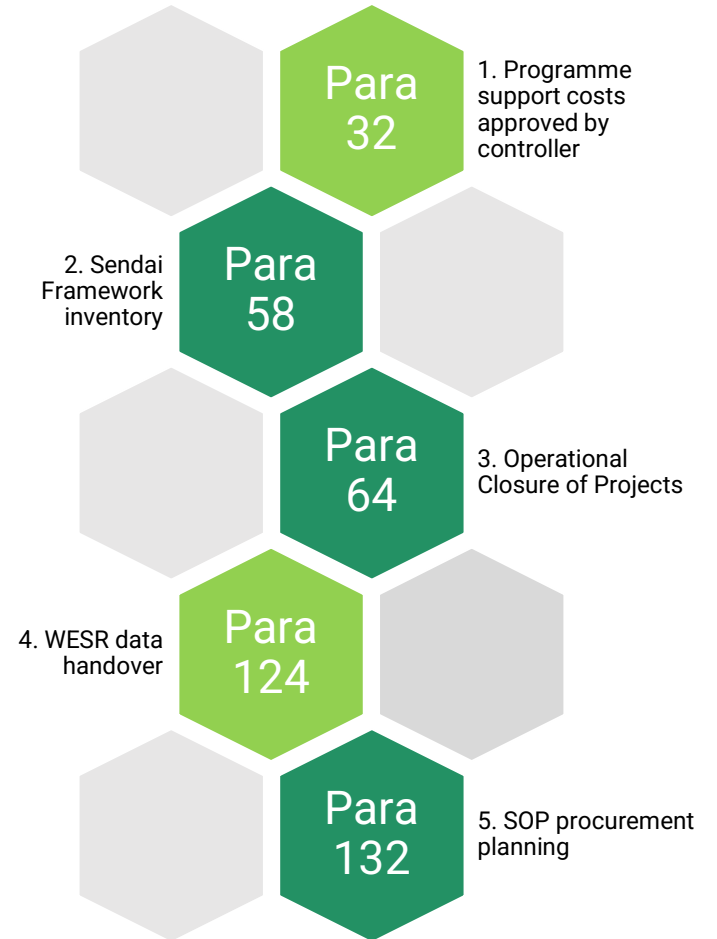 Para
32
1. Programme
support costs
approved by
controller
2. Sendai
Framework
inventory
Para
58
Para
64
3. Operational
Closure of Projects
4. WESR data
handover
Para
124
Para
132
5. SOP procurement
planning